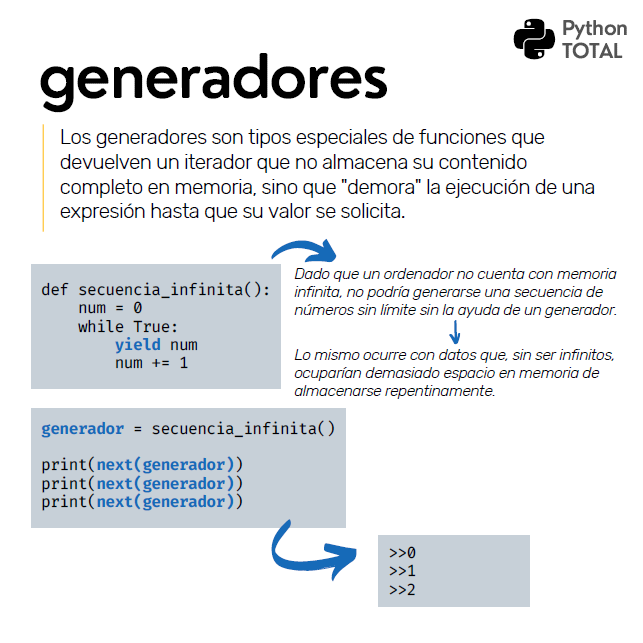 Python
TOTAL
generadores
Los generadores son tipos especiales de funciones que
devuelven un iterador que no almacena su contenido
completo en memoria, sino que "demora" la ejecución de una
expresión hasta que su valor se solicita.
def secuencia_infinita():
    num = 0
    while True:
        yield num
        num += 1
Dado que un ordenador no cuenta con memoria
infinita, no podría generarse una secuencia de
números sin límite sin la ayuda de un generador.
Lo mismo ocurre con datos que, sin ser infinitos,
ocuparían demasiado espacio en memoria de
almacenarse repentinamente.
generador = secuencia_infinita()
print(next(generador))
print(next(generador))
print(next(generador))
>>0
>>1
>>2